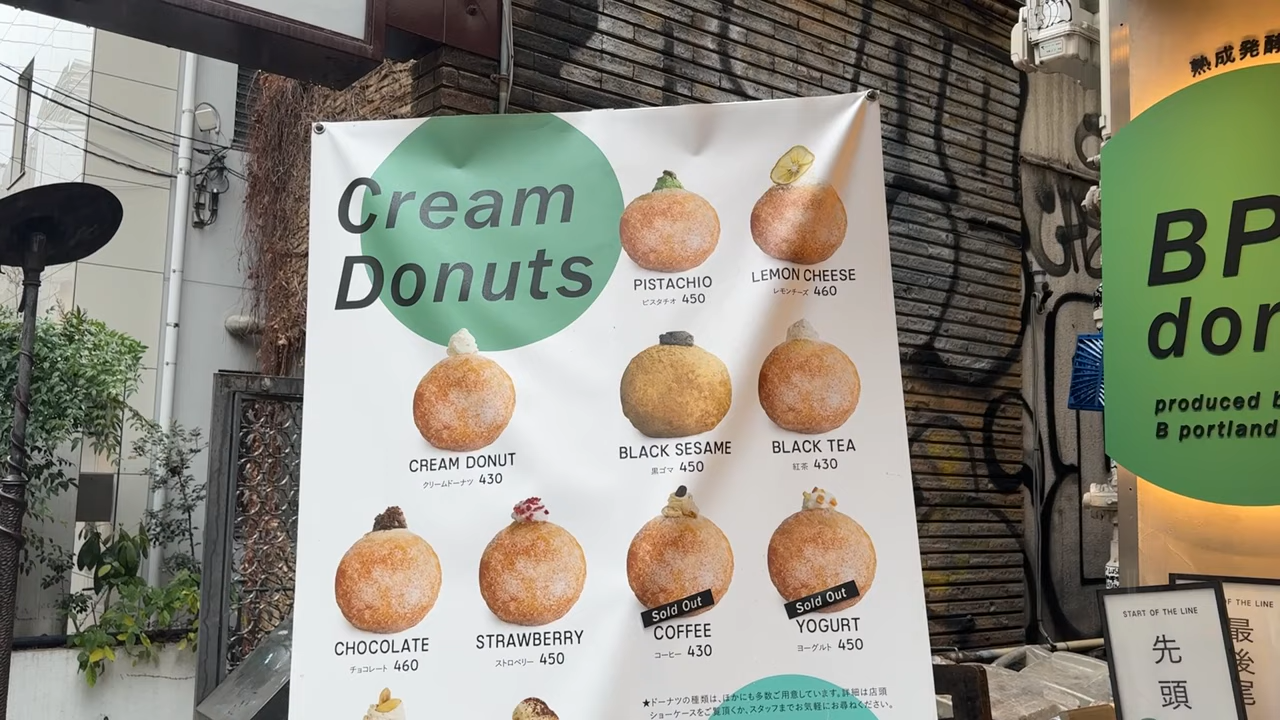 Cream
Donuts
PISTACHIO
ピスタチオ 450
LEMON CHEESE
レモンチーズ 460
CREAM DONUT
クリームドーナツ 430
BLACK SESAME
黒ゴマ 450
BLACK TEA
紅茶 430
CHOCOLATE
チョコレート 460
STRAWBERRY
ストロベリー 450
Sold Out
COFFEE
コーヒー 430
Sold Out
YOGURT
ヨーグルト 450
★ドーナツの種類は、ほかにも多数ご用意しています。詳細は店頭
ショーケースをご覧頂くか、スタッフまでお気軽にお尋ねください。
熟成発酵
BP
don
produced b
B portland
START OF THE LINE
先頭
OF THE LINE
最後尾